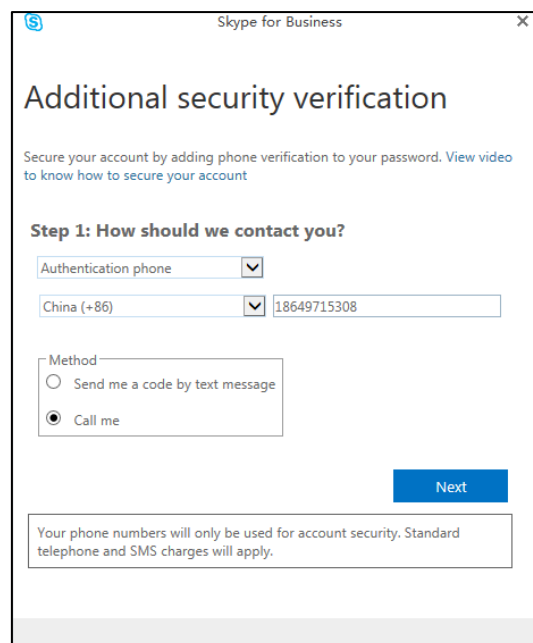 Skype for Business
Additional security verification
Secure your account by adding phone verification to your password. View video
to know how to secure your account
Step 1: How should we contact you?
Authentication phone
China (+86) 18649715308
Method
Send me a code by text message
Call me
Next
Your phone numbers will only be used for account security. Standard
telephone and SMS charges will apply.